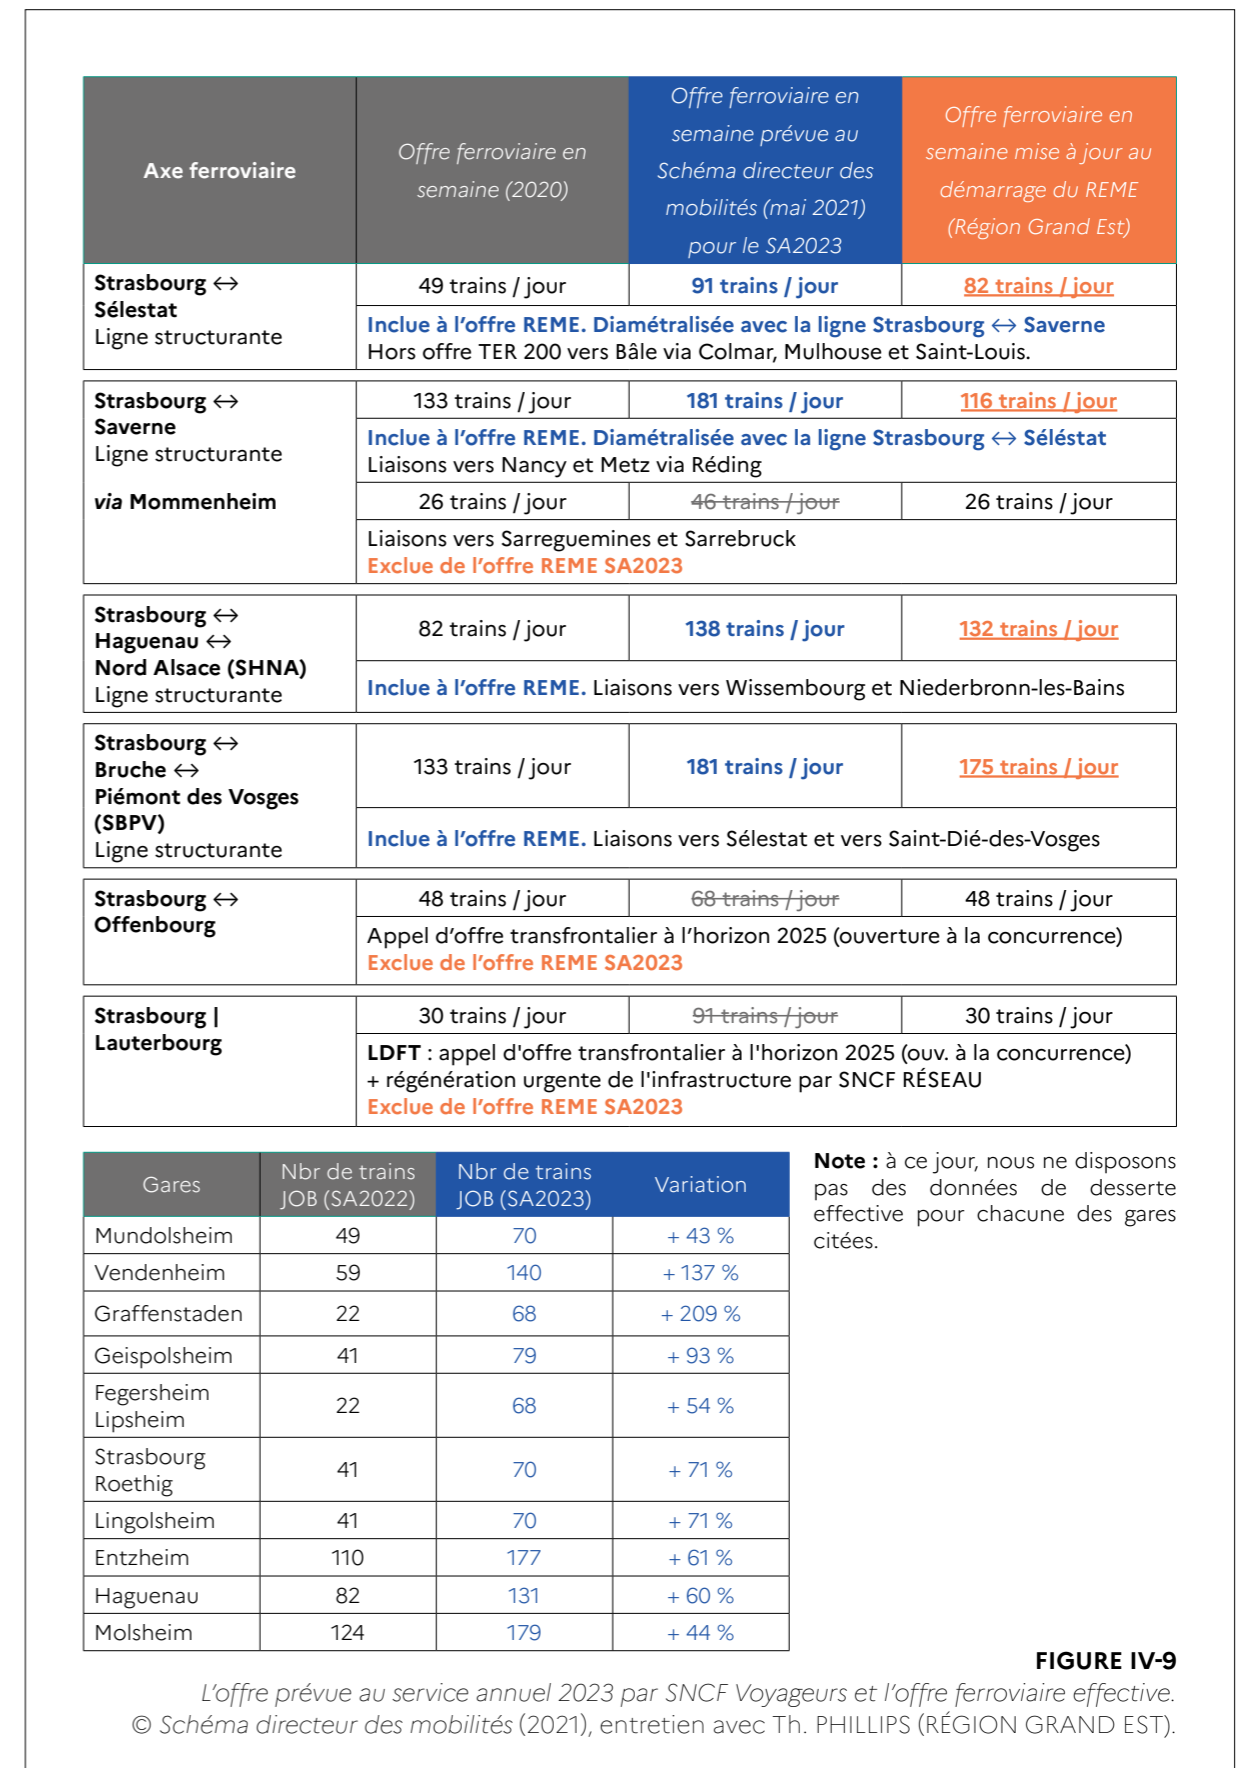 Axe ferroviaire
Offre ferroviaire en
semaine (2020)
Offre ferroviaire en
semaine prévue au
Schéma directeur des
mobilités (mai 2021)
pour le SA2023
Offre ferroviaire en
semaine mise à jour au
démarrage du REME
(Région Grand Est)
Strasbourg ↔
Sélestat
Ligne structurante
49 trains / jour
91 trains / jour
82 trains / jour
Inclue à l’offre REME. Diamétralisée avec la ligne Strasbourg ↔ Saverne
Hors offre TER 200 vers Bâle via Colmar, Mulhouse et Saint-Louis.
Strasbourg ↔
Saverne
Ligne structurante
133 trains / jour
181 trains / jour
116 trains / jour
Inclue à l’offre REME. Diamétralisée avec la ligne Strasbourg ↔ Séléstat
Liaisons vers Nancy et Metz via Réding
via Mommenheim
26 trains / jour
46 trains / jour
26 trains / jour
Liaisons vers Sarreguemines et Sarrebruck
Exclue de l’offre REME SA2023
Strasbourg ↔
Haguenau ↔
Nord Alsace (SHNA)
Ligne structurante
82 trains / jour
138 trains / jour
132 trains / jour
Inclue à l’offre REME. Liaisons vers Wissembourg et Niederbronn-les-Bains
Strasbourg ↔
Bruche ↔
Piémont des Vosges
(SBPV)
Ligne structurante
133 trains / jour
181 trains / jour
175 trains / jour
Inclue à l’offre REME. Liaisons vers Sélestat et vers Saint-Dié-des-Vosges
Strasbourg ↔
Offenbourg
48 trains / jour
68 trains / jour
48 trains / jour
Appel d’offre transfrontalier à l’horizon 2025 (ouverture à la concurrence)
Exclue de l’offre REME SA2023
Strasbourg |
Lauterbourg
30 trains / jour
91 trains / jour
30 trains / jour
LDFT : appel d'offre transfrontalier à l'horizon 2025 (ouv. à la concurrence)
+ régénération urgente de l'infrastructure par SNCF RÉSEAU
Exclue de l’offre REME SA2023
Gares
Nbr de trains
JOB (SA2022)
Nbr de trains
JOB (SA2023)
Variation
Mundolsheim 49 70 + 43 %
Vendenheim 59 140 + 137 %
Graffenstaden 22 68 + 209 %
Geispolsheim 41 79 + 93 %
Fegersheim
Lipsheim
22 68 + 54 %
Strasbourg
Roethig
41 70 + 71 %
Lingolsheim 41 70 + 71 %
Entzheim 110 177 + 61 %
Haguenau 82 131 + 60 %
Molsheim 124 179 + 44 %
Note : à ce jour, nous ne disposons
pas des données de desserte
effective pour chacune des gares
citées.
FIGURE IV-9
L’offre prévue au service annuel 2023 par SNCF Voyageurs et l’offre ferroviaire effective.
© Schéma directeur des mobilités (2021), entretien avec Th. PHILLIPS (RÉGION GRAND EST).